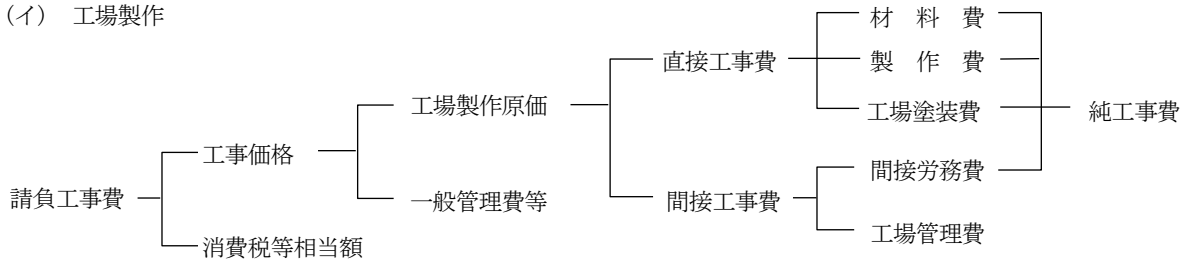 (イ) 工場製作
材 料 費
直接工事費
製 作 費
工場製作原価
工場塗装費
純工事費
工事価格
間接労務費
請負工事費
一般管理費等
間接工事費
工場管理費
消費税等相当額